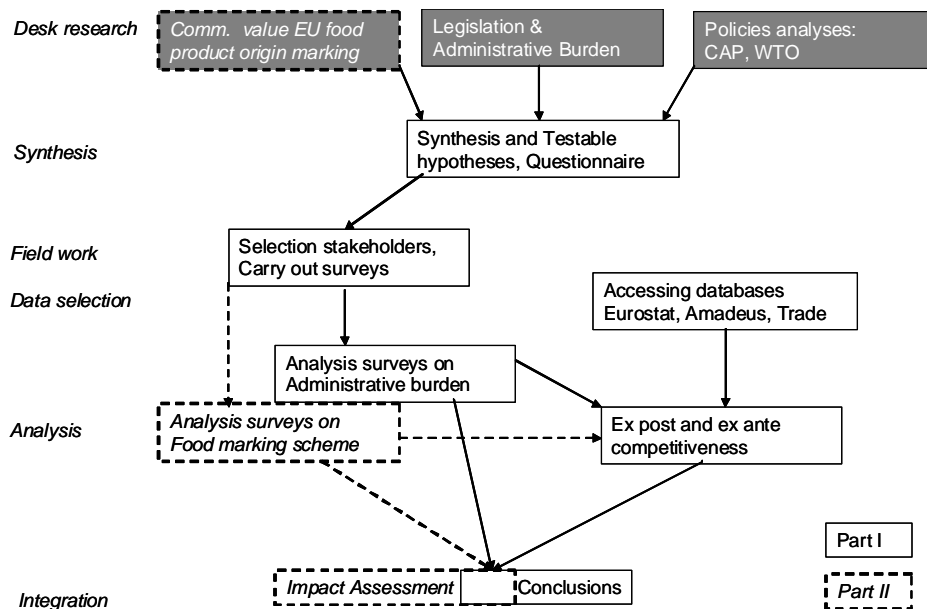 Desk research
Comm. value EU food
product origin marking
Legislation &
Administrative Burden
Policies analyses:
CAP, WTO
Synthesis
Synthesis and Testable
hypotheses, Questionnaire
Field work
Selection stakeholders,
Carry out surveys
Data selection
Accessing databases
Eurostat, Amadeus, Trade
Analysis surveys on
Administrative burden
Analysis
Analysis surveys on
Food marking scheme
Ex post and ex ante
competitiveness
Part I
Integration
Impact Assessment
Conclusions
Part II